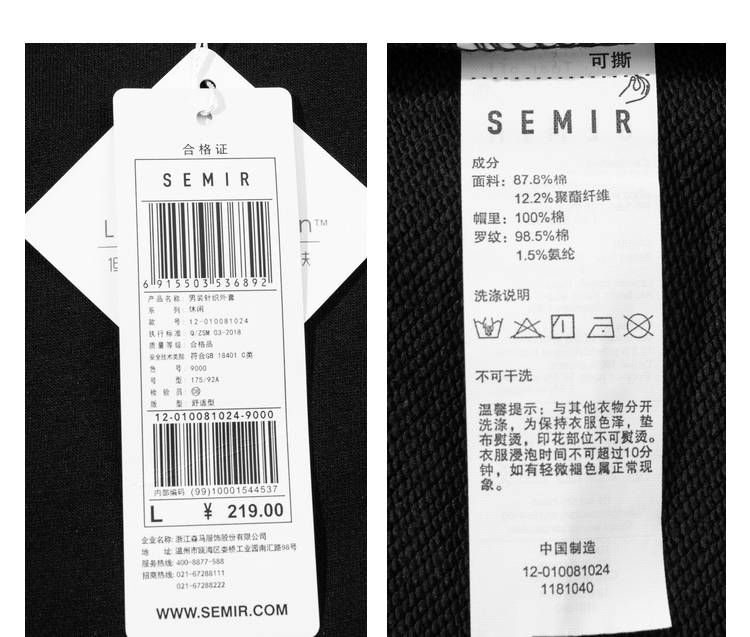 合格证
SEMIR
6 915503 536892
产品名称: 男装针织外套
系 列: 休闲
款 号: 12-010081024
执行标准: Q/ZSM 03-2018
质量等级: 合格品
安全技术类别: 符合GB 18401 C类
色 号: 9000
号 型: 175/92A
检 验 员:
版 型: 舒适型
12-010081024-9000
内部编码 (99)10001544537
L ¥ 219.00
企业名称: 浙江森马服饰股份有限公司
地 址: 温州市瓯海区娄桥工业园南汇路98号
服务热线: 400-8877-588
招商热线: 021-67288111
021-67288222
WWW.SEMIR.COM
可撕
SEMIR
成分
面料: 87.8%棉
12.2%聚酯纤维
帽里: 100%棉
罗纹: 98.5%棉
1.5%氨纶
洗涤说明
不可干洗
温馨提示: 与其他衣物分开
洗涤, 为保持衣服色泽, 垫
布熨烫, 印花部位不可熨烫。
衣服浸泡时间不可超过10分
钟, 如有轻微褪色属正常现
象。
中国制造
12-010081024
1181040